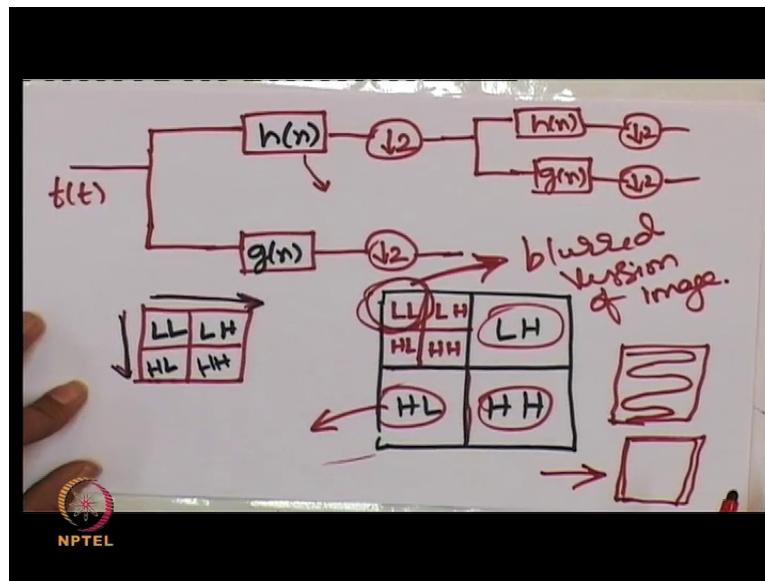 h(n) ↓2 h(n) ↓2
f(t)
g(n) ↓2
g(n) ↓2
blurred
version
of image.
LL LH
HL HH
LL LH
HL HH
LH
HL HH
NPTEL